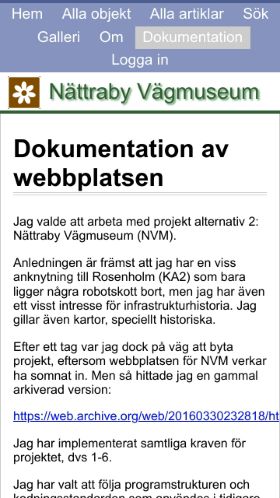 Hem Alla objekt Alla artiklar Sök
Galleri Om Dokumentation
Logga in
Nättraby Vägmuseum
Dokumentation av
webbplatsen
Jag valde att arbeta med projekt alternativ 2:
Nättraby Vägmuseum (NVM).
Anledningen är främst att jag har en viss
anknytning till Rosenholm (KA2) som bara
ligger några robotskott bort, men jag har även
ett visst intresse för infrastrukturhistoria. Jag
gillar även kartor, speciellt historiska.
Efter ett tag var jag dock på väg att byta
projekt, eftersom webbplatsen för NVM verkar
ha somnat in. Men så hittade jag en gammal
arkiverad version:
https://web.archive.org/web/20160330232818/ht
Jag har implementerat samtliga kraven för
projektet, dvs 1-6.
Jag har valt att följa programstrukturen och
kodningsstandarden som användes i tidigare